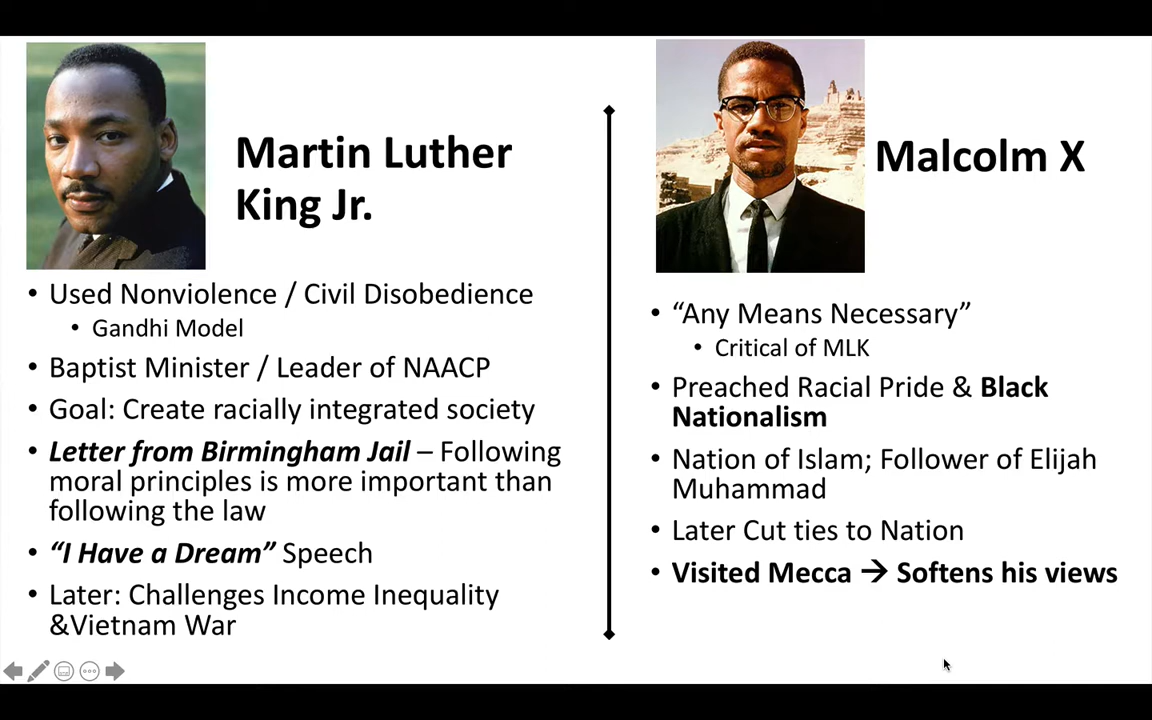 Martin Luther
King Jr.
• Used Nonviolence / Civil Disobedience
• Gandhi Model
• Baptist Minister / Leader of NAACP
• Goal: Create racially integrated society
• Letter from Birmingham Jail – Following
moral principles is more important than
following the law
• “I Have a Dream” Speech
• Later: Challenges Income Inequality
&Vietnam War
Malcolm X
• “Any Means Necessary”
• Critical of MLK
• Preached Racial Pride & Black
Nationalism
• Nation of Islam; Follower of Elijah
Muhammad
• Later Cut ties to Nation
• Visited Mecca → Softens his views